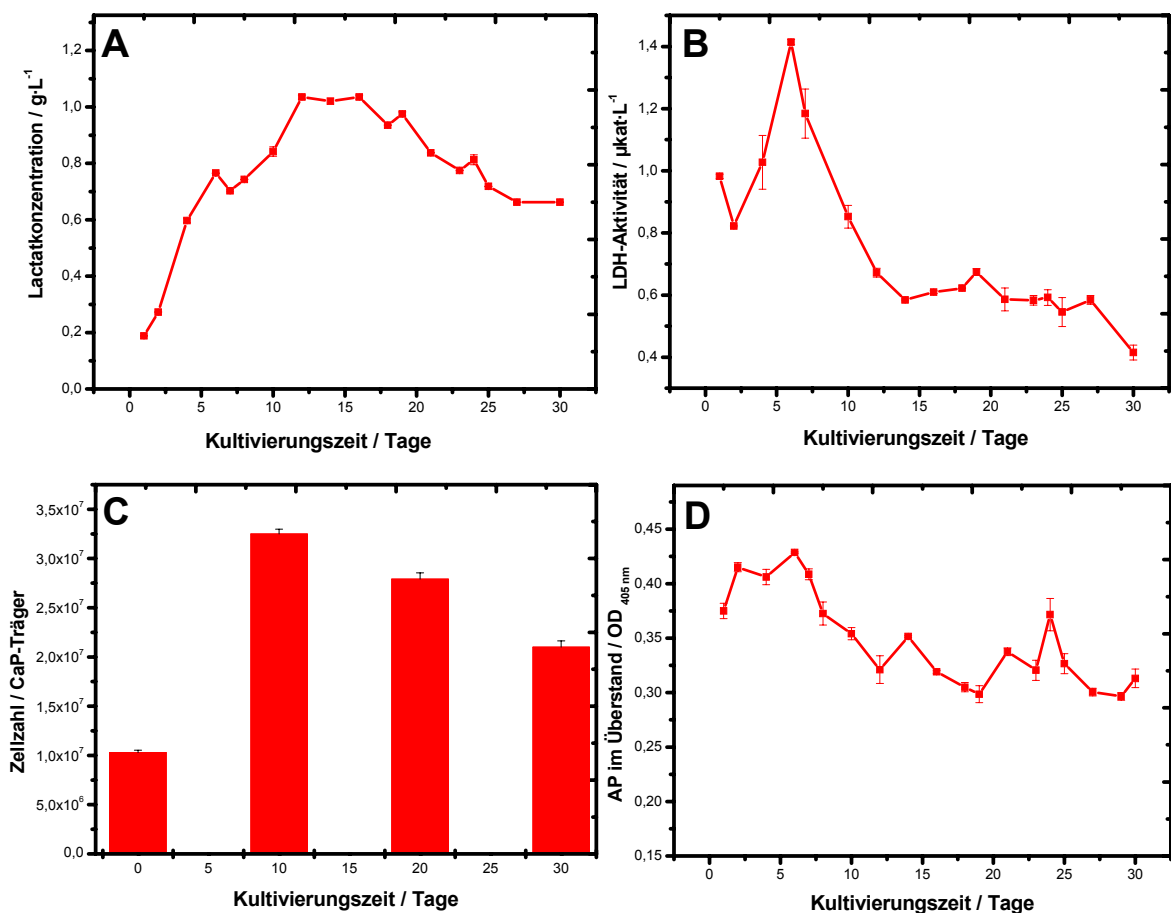 A
Lactatkonzentration / g·L⁻¹
1,2
1,0
0,8
0,6
0,4
0,2
0,0
0 5 10 15 20 25 30
Kultivierungszeit / Tage
B
LDH-Aktivität / µkat·L⁻¹
1,4
1,2
1,0
0,8
0,6
0,4
0 5 10 15 20 25 30
Kultivierungszeit / Tage
C
Zellzahl / CaP-Träger
3,5x10⁷
3,0x10⁷
2,5x10⁷
2,0x10⁷
1,5x10⁷
1,0x10⁷
5,0x10⁶
0,0
0 5 10 15 20 25 30
Kultivierungszeit / Tage
D
AP im Überstand / OD 405 nm
0,45
0,40
0,35
0,30
0,25
0,20
0,15
0 5 10 15 20 25 30
Kultivierungszeit / Tage